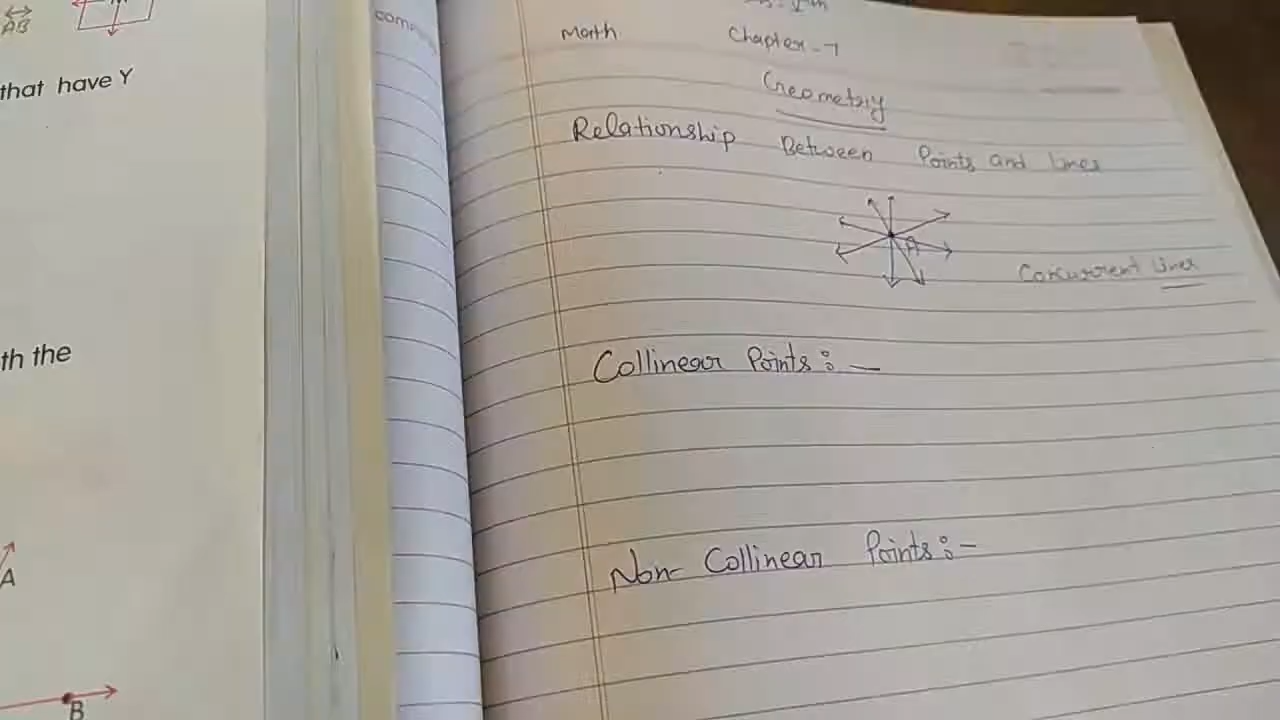 AB
that have Y
th the
A
B
Math Chapter-7
Geometry
Relationship Between Points and lines
A
Concurrent Lines
Collinear Points:-
Non-Collinear Points:-